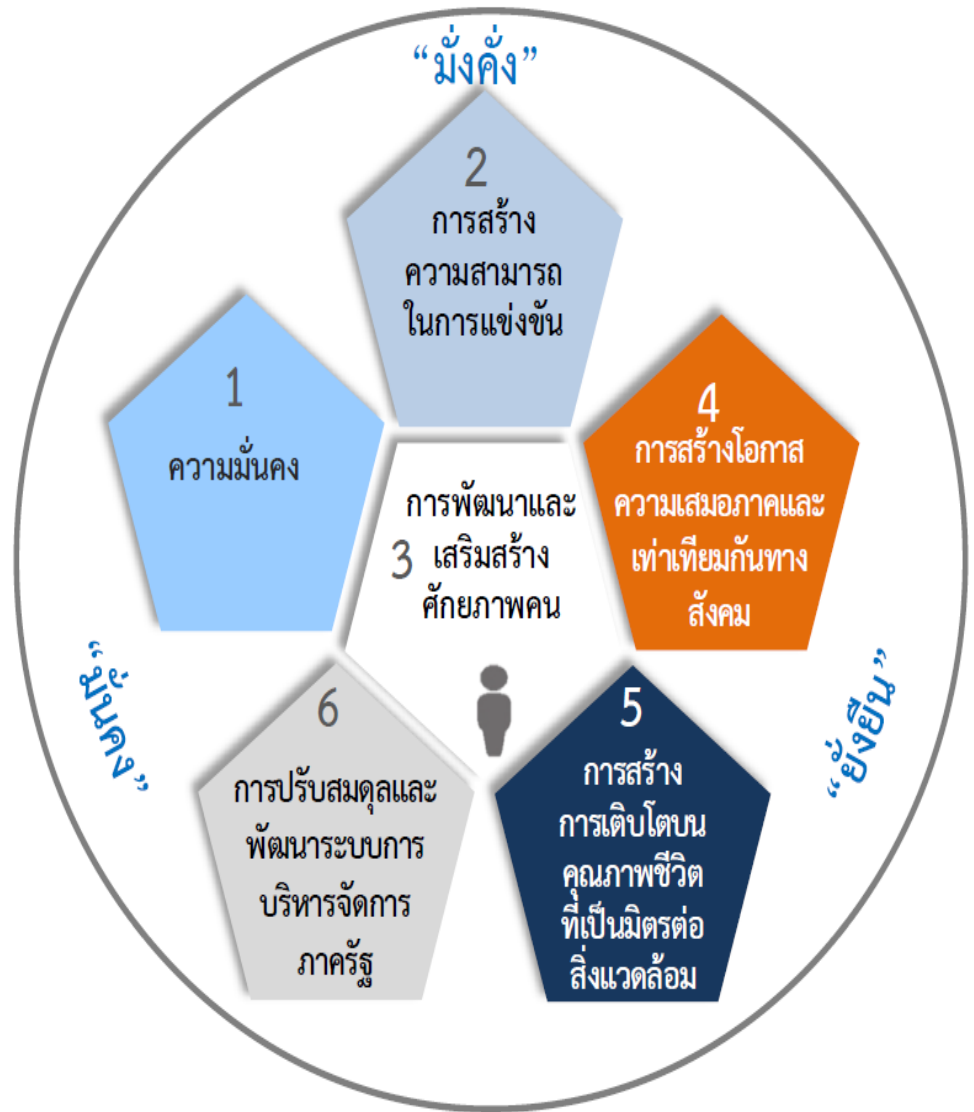 “มั่งคั่ง”
2
การสร้าง
ความสามารถ
ในการแข่งขัน
1
ความมั่นคง
การพัฒนาและ
3 เสริมสร้าง
ศักยภาพคน
4
การสร้างโอกาส
ความเสมอภาคและ
เท่าเทียมกันทาง
สังคม
“มั่นคง”
“ยั่งยืน”
6
การปรับสมดุลและ
พัฒนาระบบการ
บริหารจัดการ
ภาครัฐ
5
การสร้าง
การเติบโตบน
คุณภาพชีวิต
ที่เป็นมิตรต่อ
สิ่งแวดล้อม